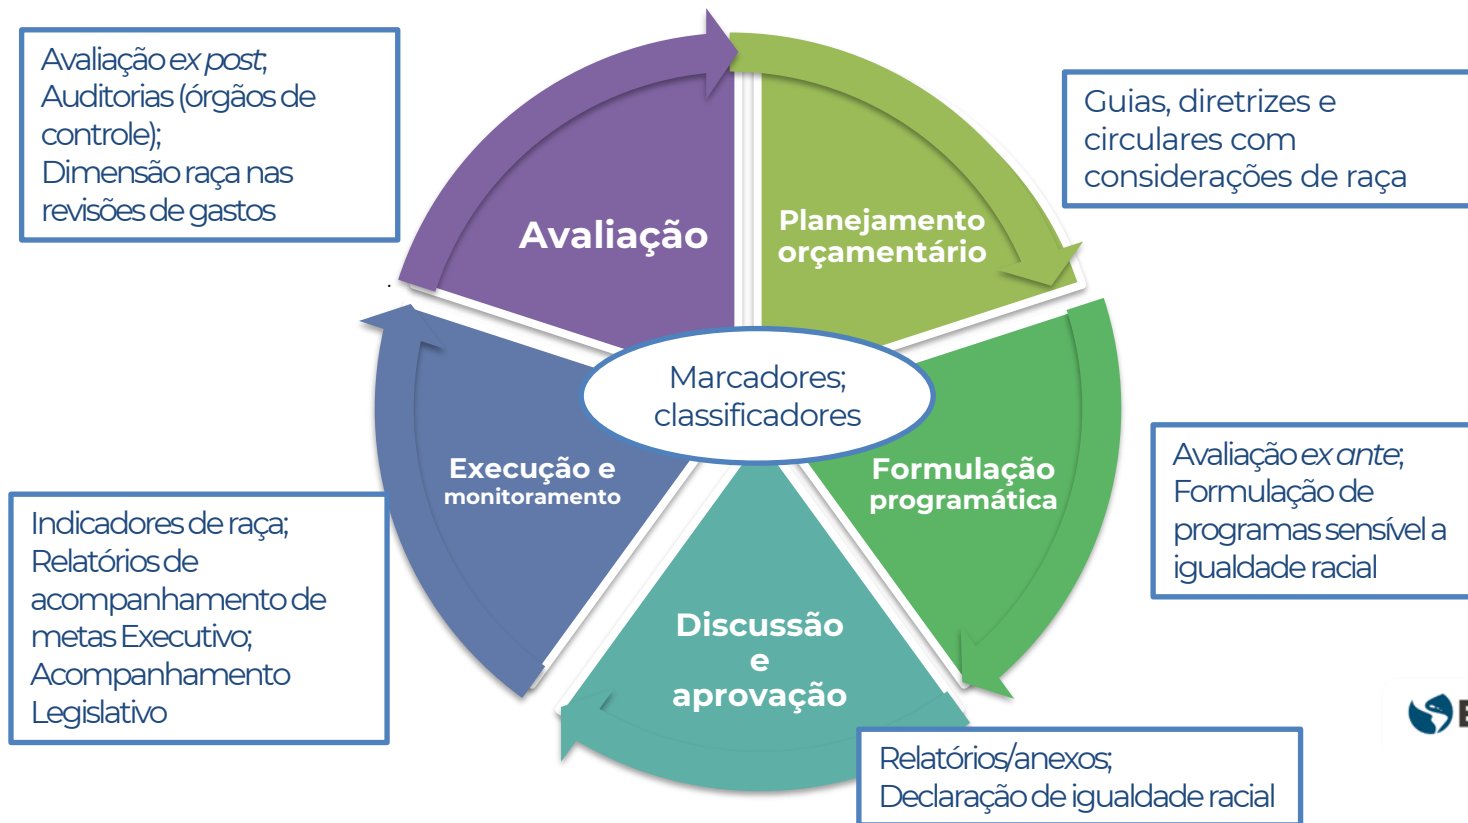 Avaliação ex post;
Auditorias (órgãos de
controle);
Dimensão raça nas
revisões de gastos
Guias, diretrizes e
circulares com
considerações de raça
Avaliação
Planejamento
orçamentário
Marcadores;
classificadores
Execução e
monitoramento
Formulação
programática
Avaliação ex ante;
Formulação de
programas sensível a
igualdade racial
Indicadores de raça;
Relatórios de
acompanhamento de
metas Executivo;
Acompanhamento
Legislativo
Discussão
e
aprovação
Relatórios/anexos;
Declaração de igualdade racial